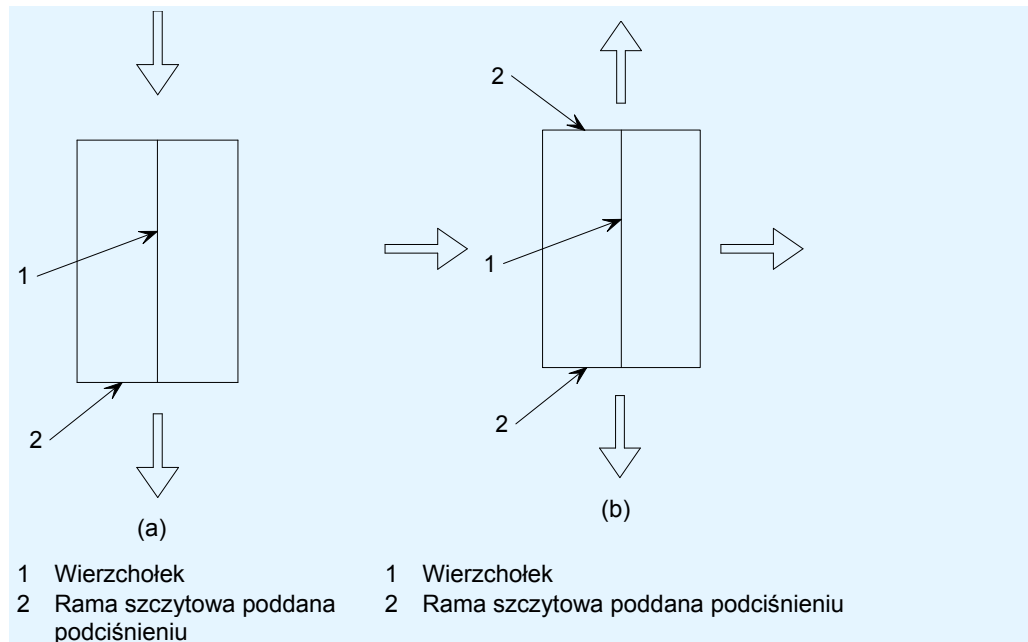 2
2
1
1
2
2
(a)
(b)
1 Wierzchołek
2 Rama szczytowa poddana
podciśnieniu
1 Wierzchołek
2 Rama szczytowa poddana podciśnieniu